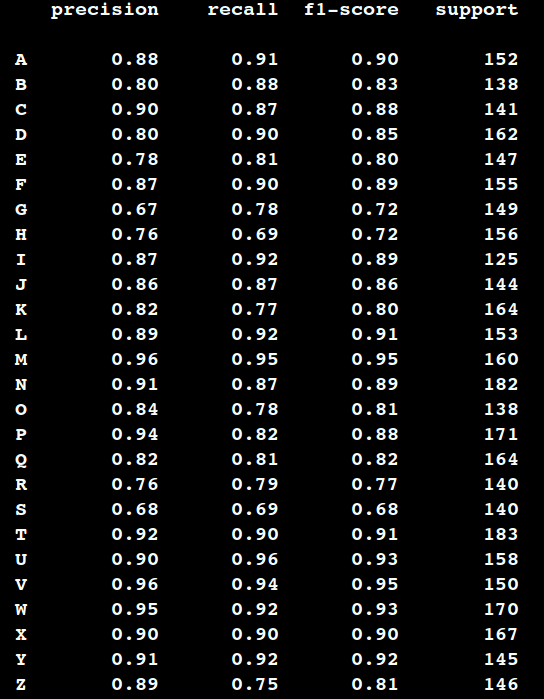 precision recall f1-score support
A 0.88 0.91 0.90 152
B 0.80 0.88 0.83 138
C 0.90 0.87 0.88 141
D 0.80 0.90 0.85 162
E 0.78 0.81 0.80 147
F 0.87 0.90 0.89 155
G 0.67 0.78 0.72 149
H 0.76 0.69 0.72 156
I 0.87 0.92 0.89 125
J 0.86 0.87 0.86 144
K 0.82 0.77 0.80 164
L 0.89 0.92 0.91 153
M 0.96 0.95 0.95 160
N 0.91 0.87 0.89 182
O 0.84 0.78 0.81 138
P 0.94 0.82 0.88 171
Q 0.82 0.81 0.82 164
R 0.76 0.79 0.77 140
S 0.68 0.69 0.68 140
T 0.92 0.90 0.91 183
U 0.90 0.96 0.93 158
V 0.96 0.94 0.95 150
W 0.95 0.92 0.93 170
X 0.90 0.90 0.90 167
Y 0.91 0.92 0.92 145
Z 0.89 0.75 0.81 146